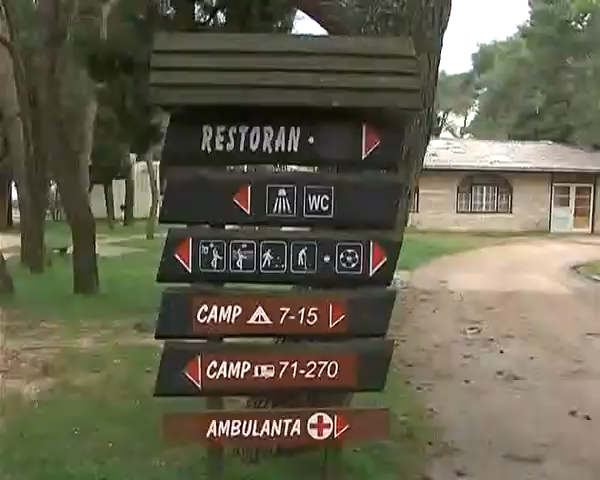 RESTORAN
WC
CAMP 7-15
CAMP 71-270
AMBULANTA